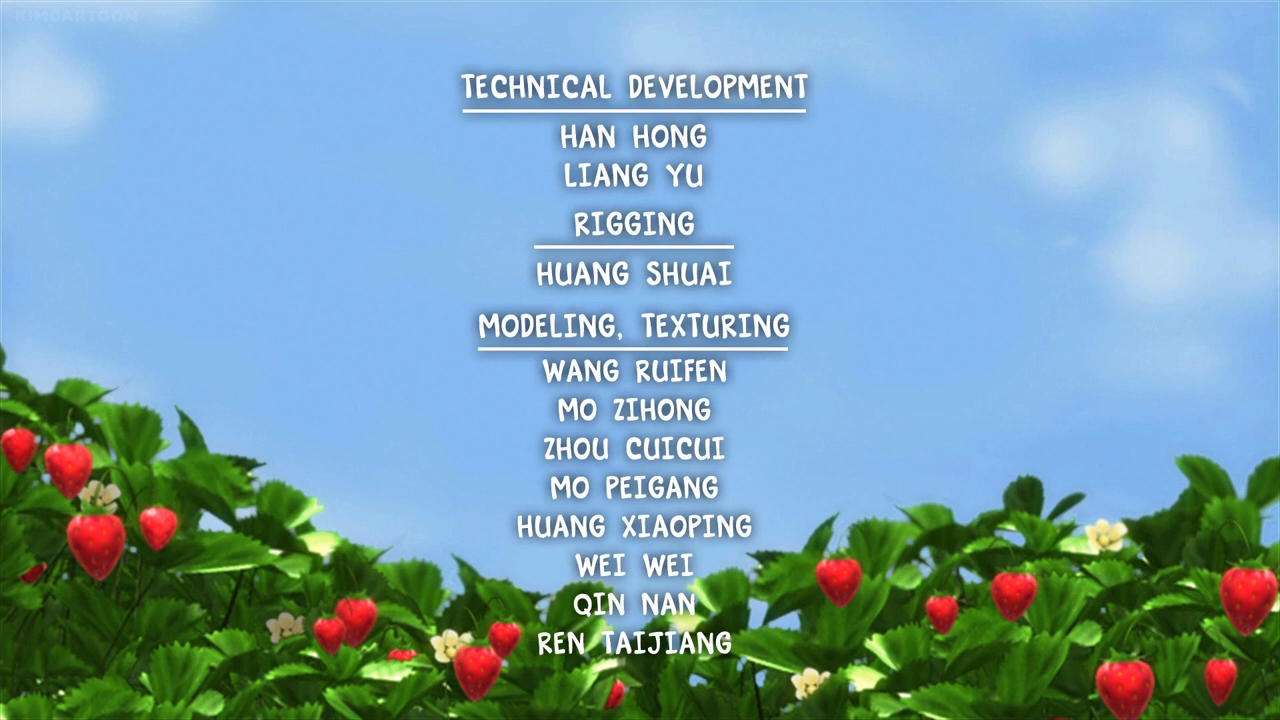 KIMCARTOON
TECHNICAL DEVELOPMENT
HAN HONG
LIANG YU
RIGGING
HUANG SHUAI
MODELING, TEXTURING
WANG RUIFEN
MO ZIHONG
ZHOU CUICUI
MO PEIGANG
HUANG XIAOPING
WEI WEI
QIN NAN
REN TAIJIANG